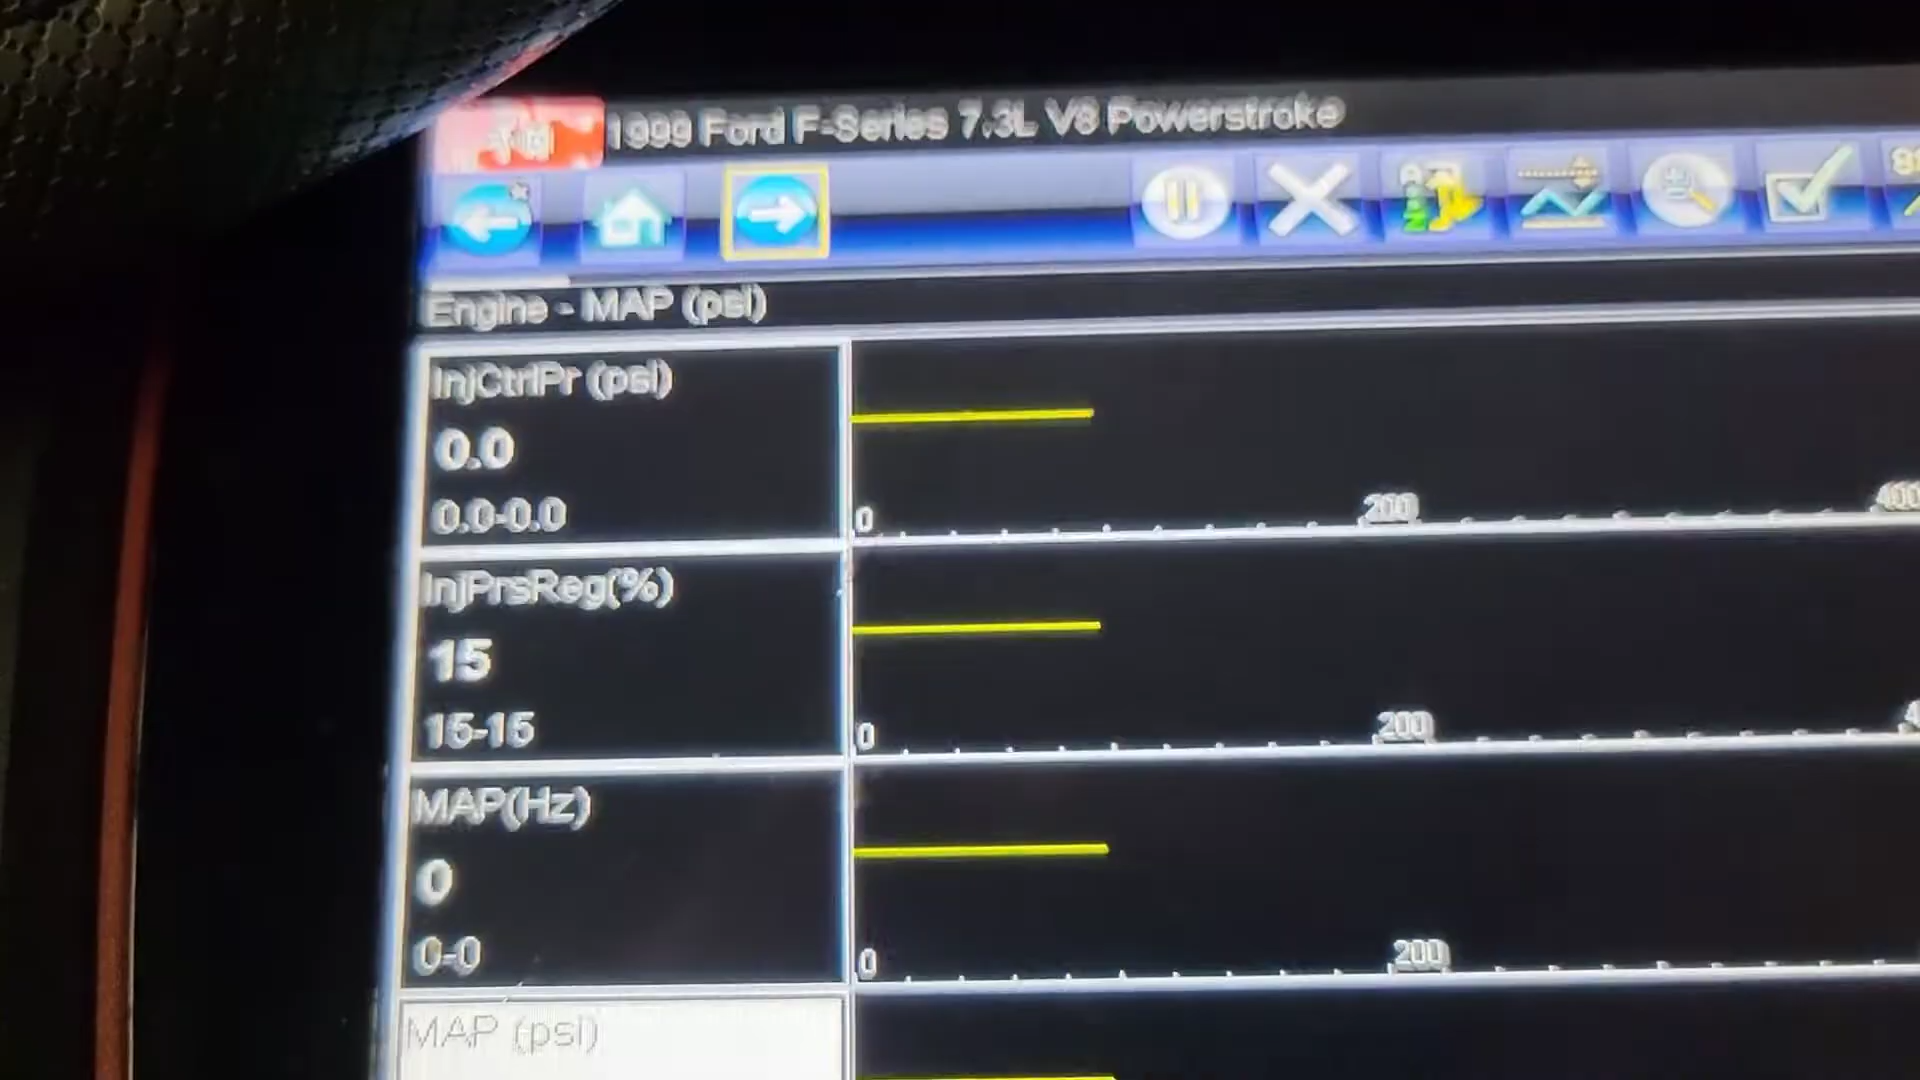 1999 Ford F-Series 7.3L V8 Powerstroke
Engine - MAP (psi)
InjCtrlPr (psi)
0.0
0.0-0.0
0
200
400
InjPrsReg(%)
15
15-15
0
200
MAP(Hz)
0
0-0
0
200
MAP (psi)